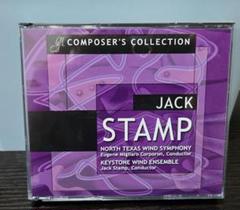 COMPOSER'S COLLECTION
JACK
STAMP
NORTH TEXAS WIND SYMPHONY
Eugene Migliaro Corporon, Conductor
KEYSTONE WIND ENSEMBLE
Jack Stamp, Conductor